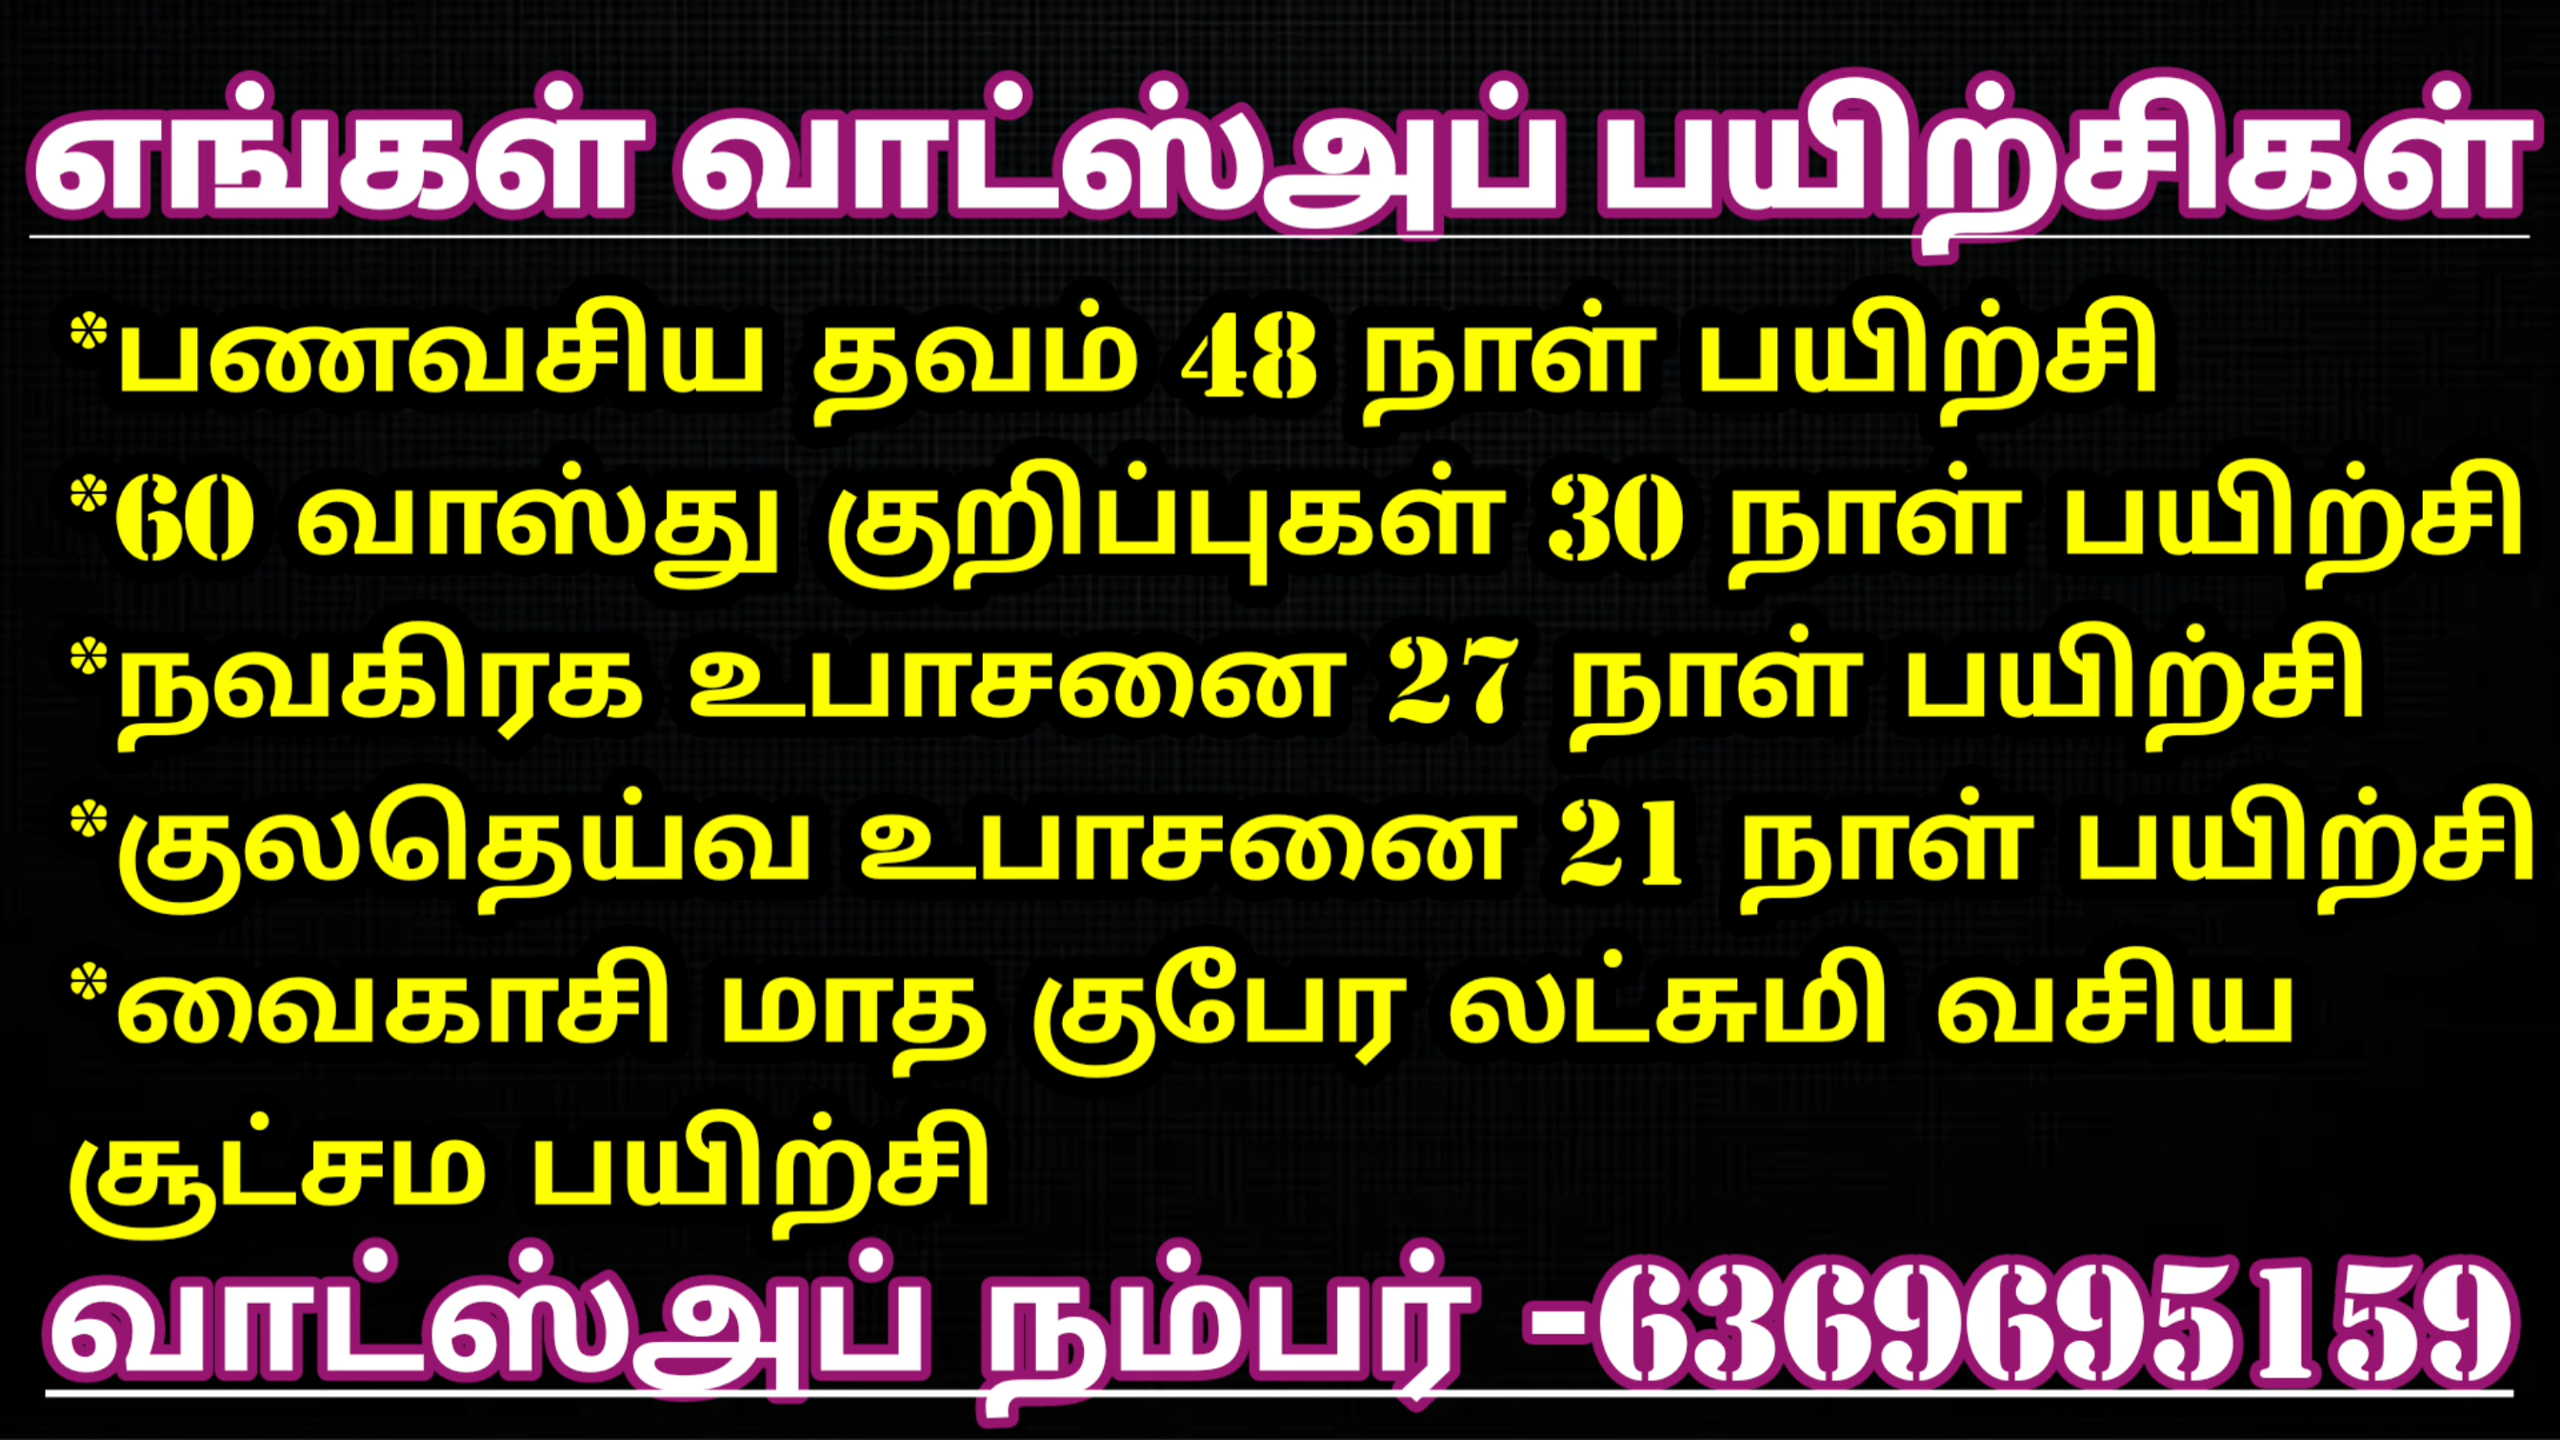 எங்கள் வாட்ஸ்அப் பயிற்சிகள்
*பணவசிய தவம் 48 நாள் பயிற்சி
*60 வாஸ்து குறிப்புகள் 30 நாள் பயிற்சி
*நவகிரக உபாசனை 27 நாள் பயிற்சி
*குலதெய்வ உபாசனை 21 நாள் பயிற்சி
*வைகாசி மாத குபேர லட்சுமி வசிய
சூட்சம பயிற்சி
வாட்ஸ்அப் நம்பர் -6369695159